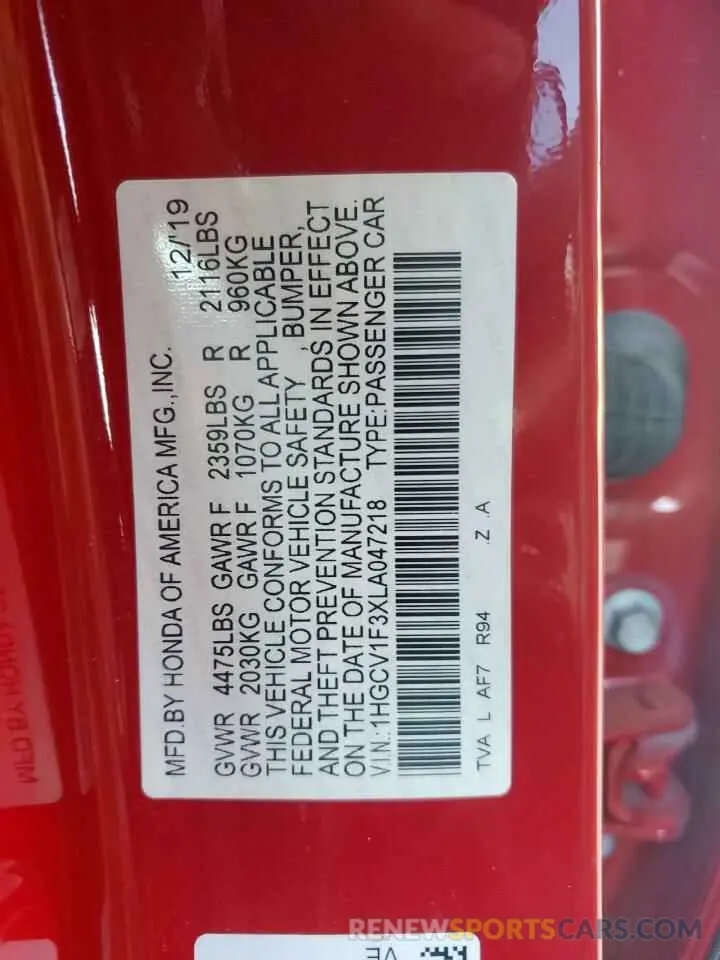 MFD.BY HONDA OF AMERICA MFG.,INC. 12/'19
GVWR 4475LBS GAWR F 2359LBS R 2116LBS
GVWR 2030KG GAWR F 1070KG R 960KG
THIS VEHICLE CONFORMS TO ALL APPLICABLE
FEDERAL MOTOR VEHICLE SAFETY , BUMPER,
AND THEFT PREVENTION STANDARDS IN EFFECT
ON THE DATE OF MANUFACTURE SHOWN ABOVE.
V.I.N.:1HGCV1F3XLA047218 TYPE:PASSENGER CAR
TVA L AF7 R94 .Z .A
VE
RENEWSPORTSCARS.COM